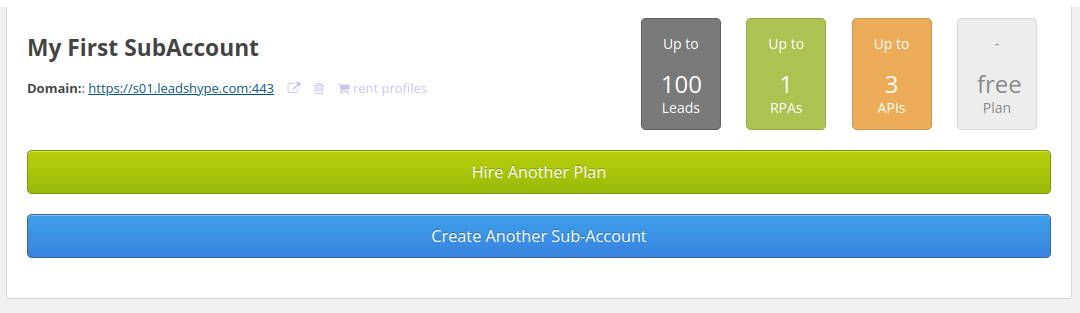 My First SubAccount
Domain:: https://s01.leadshype.com:443 rent profiles
Up to
100
Leads
Up to
1
RPAs
Up to
3
APIs
-
free
Plan
Hire Another Plan
Create Another Sub-Account